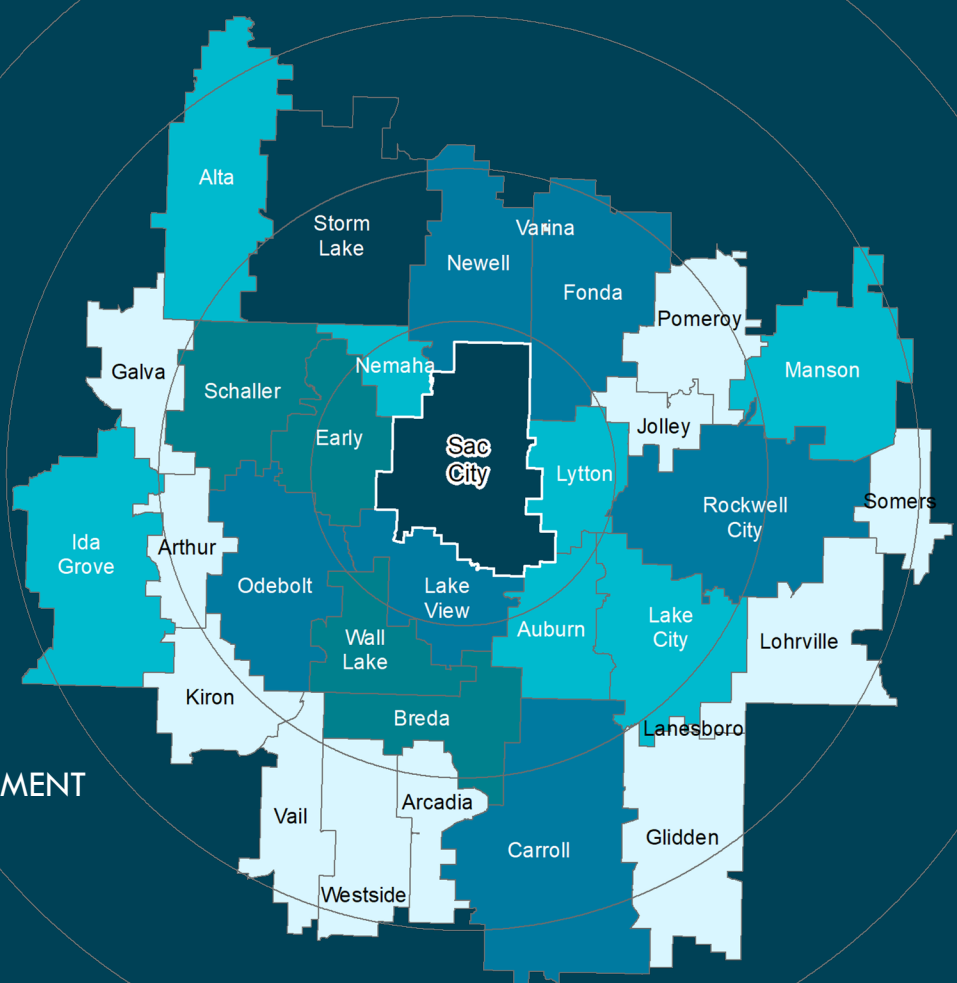 Alta
Storm
Lake
Varina
Newell
Fonda
Pomeroy
Galva
Nemaha
Manson
Schaller
Early
Jolley
Sac
City
Lytton
Rockwell
City
Somers
Ida
Grove
Arthur
Odebolt
Lake
View
Auburn
Lake
City
Lohrville
Wall
Lake
Kiron
Breda
Lanesboro
MENT
Vail
Arcadia
Carroll
Glidden
Westside